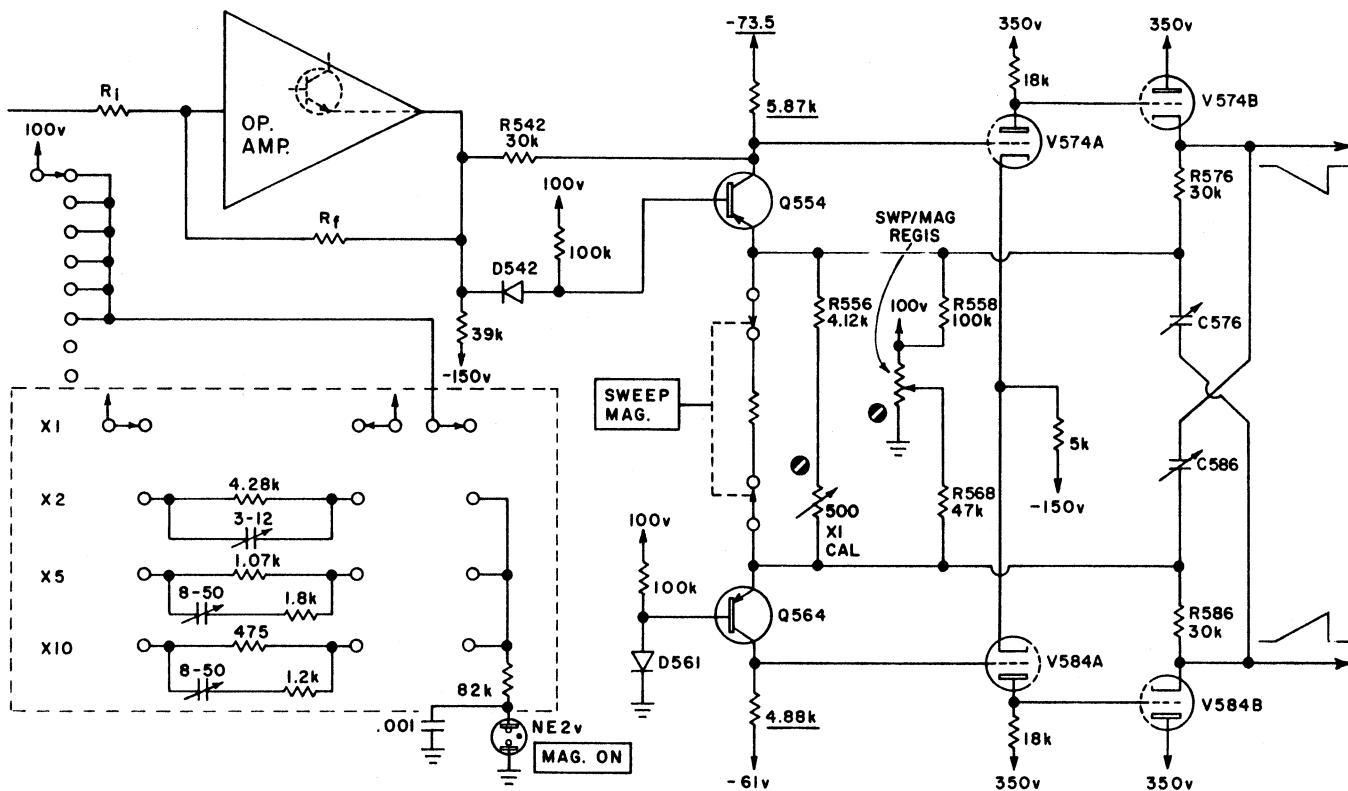 -73.5
350v
350v
18k
Ri
5.87k
V574B
OP.
AMP.
100v
R542
30k
V574A
100v
Q554
R576
30k
Rf
SWP/MAG
REGIS
100k
D542
R556
4.12k
100v
R558
100k
C576
39k
-150v
SWEEP
MAG.
X1
5k
C586
X2
4.28k
3-12
R568
47k
-150v
500
X1
CAL
100v
X5
1.07k
8-50
1.8k
100k
Q564
R586
30k
X10
475
8-50
1.2k
D561
V584A
82k
.001
NE2v
4.88k
V584B
MAG. ON
18k
-61v
350v
350v